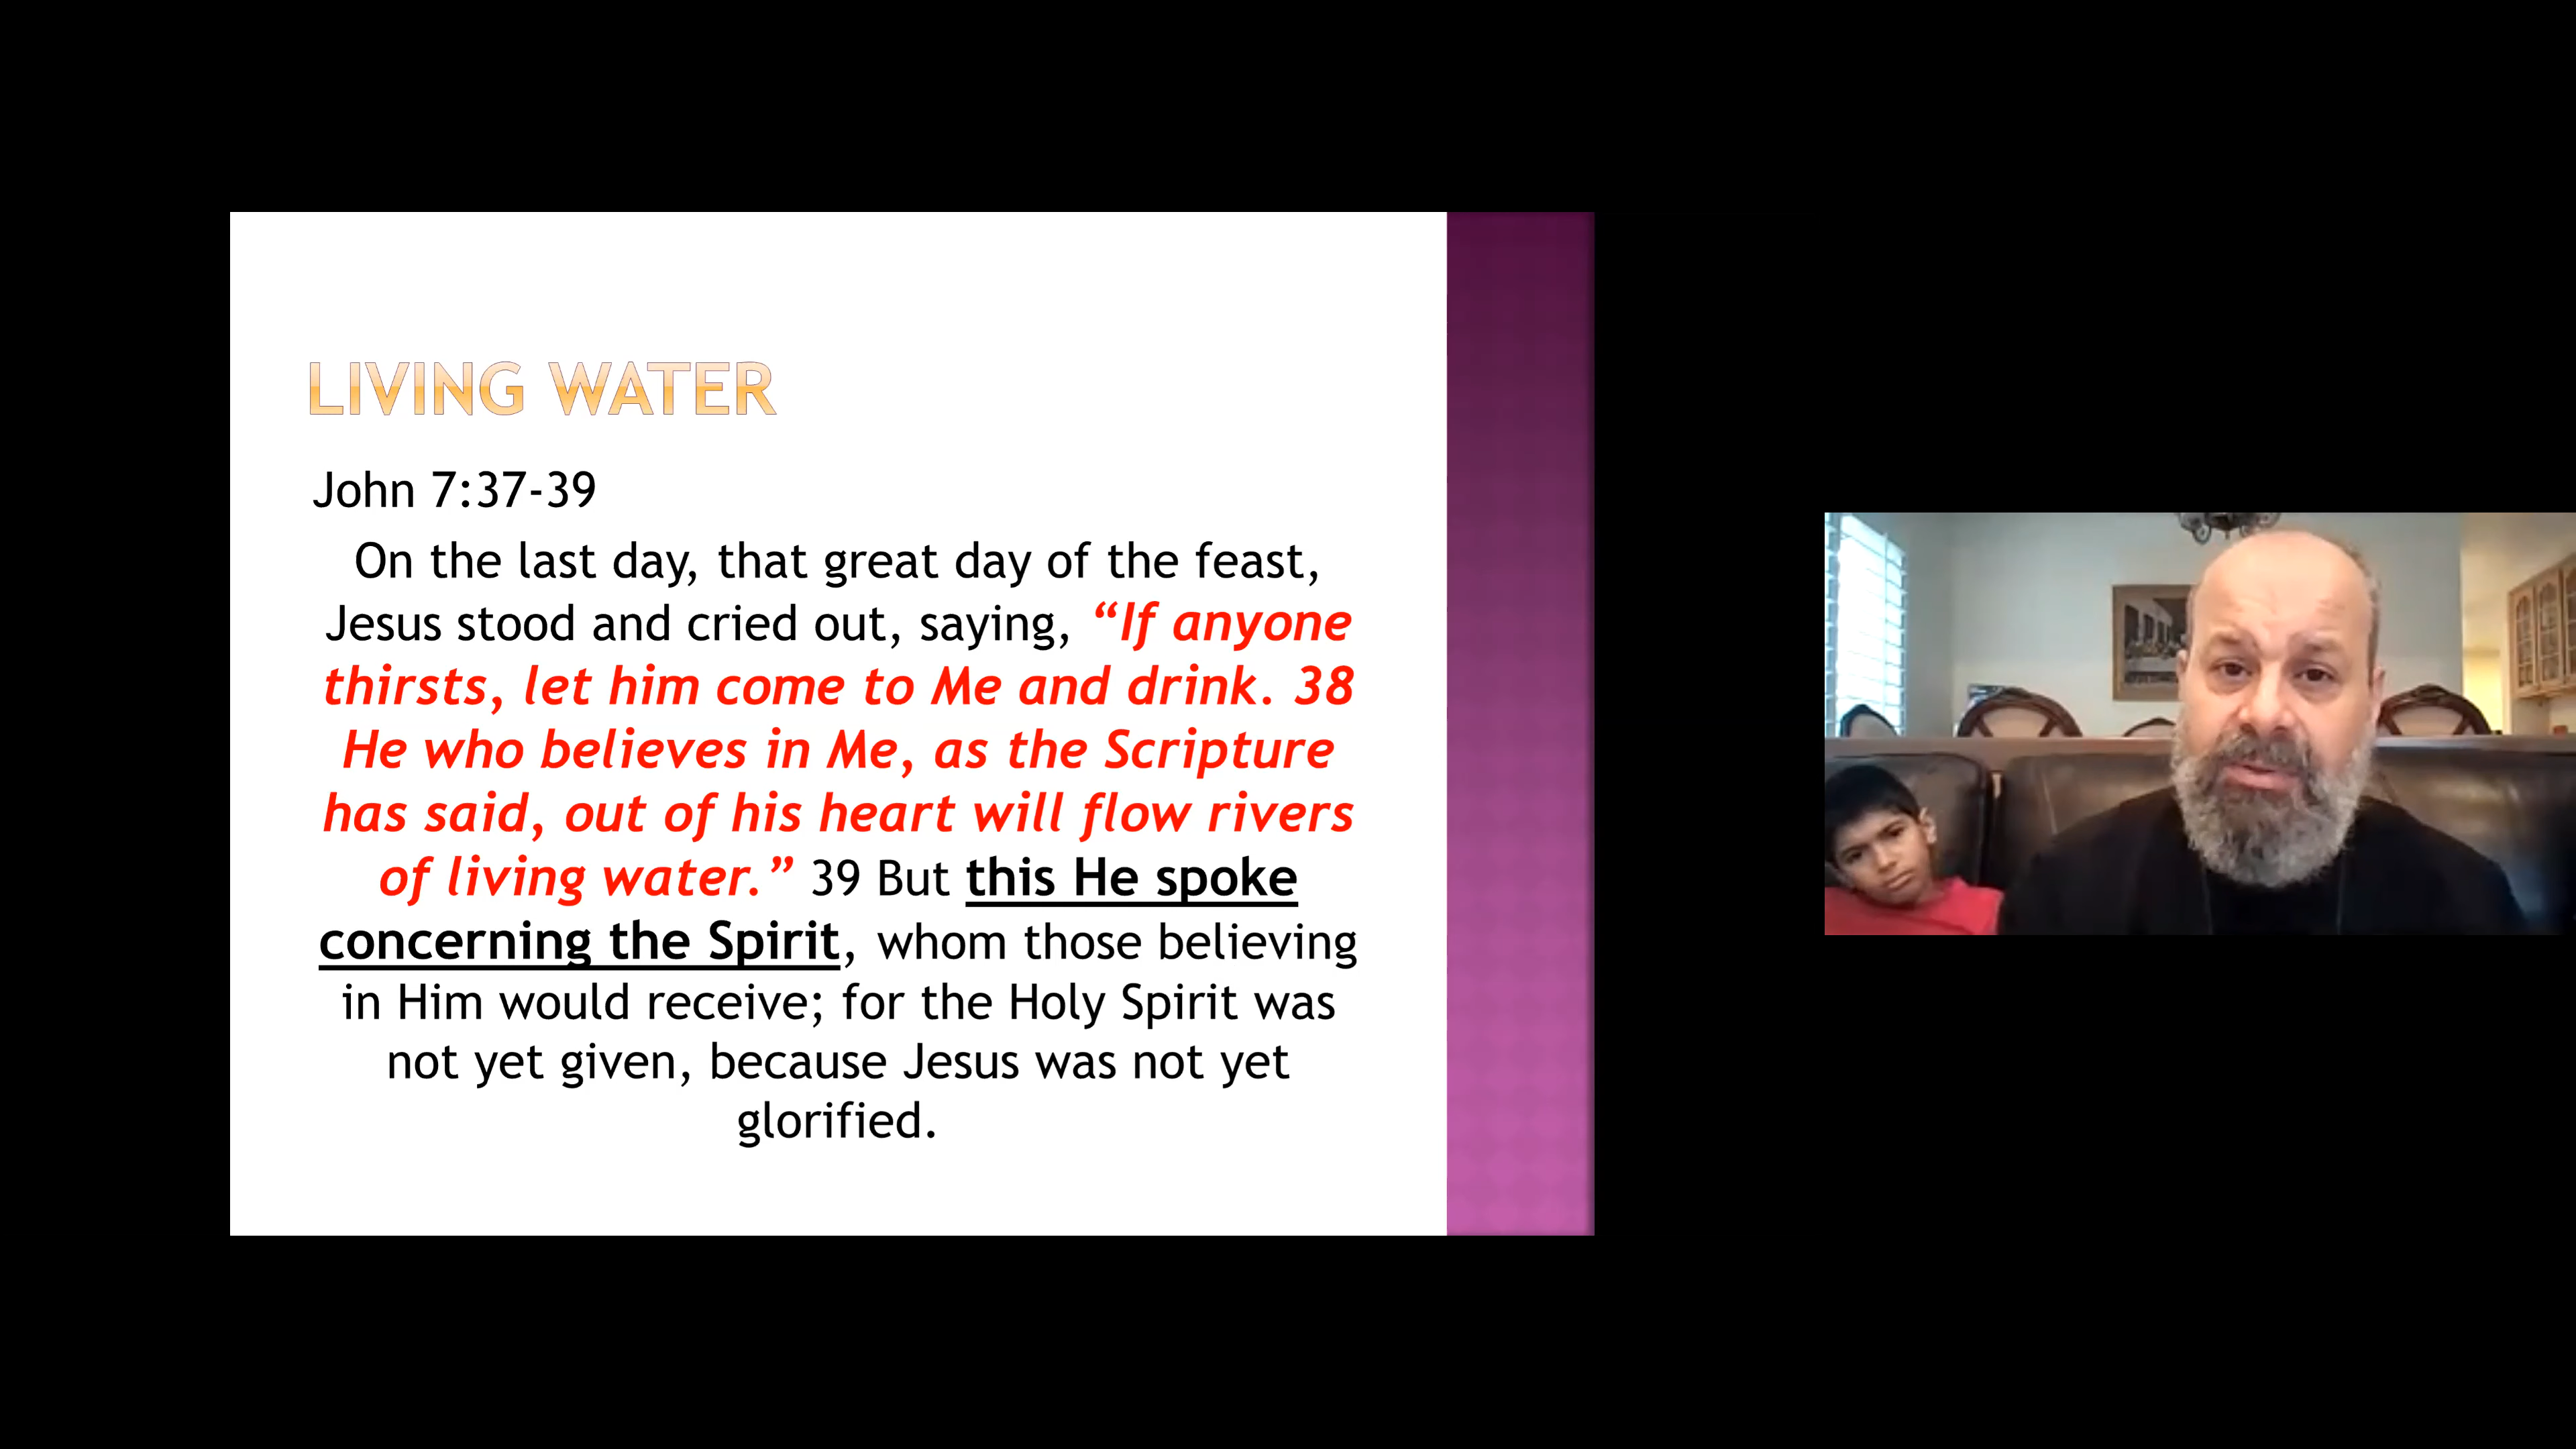 LIVING WATER
John 7:37-39
On the last day, that great day of the feast,
Jesus stood and cried out, saying, “If anyone
thirsts, let him come to Me and drink. 38
He who believes in Me, as the Scripture
has said, out of his heart will flow rivers
of living water.” 39 But this He spoke
concerning the Spirit, whom those believing
in Him would receive; for the Holy Spirit was
not yet given, because Jesus was not yet
glorified.